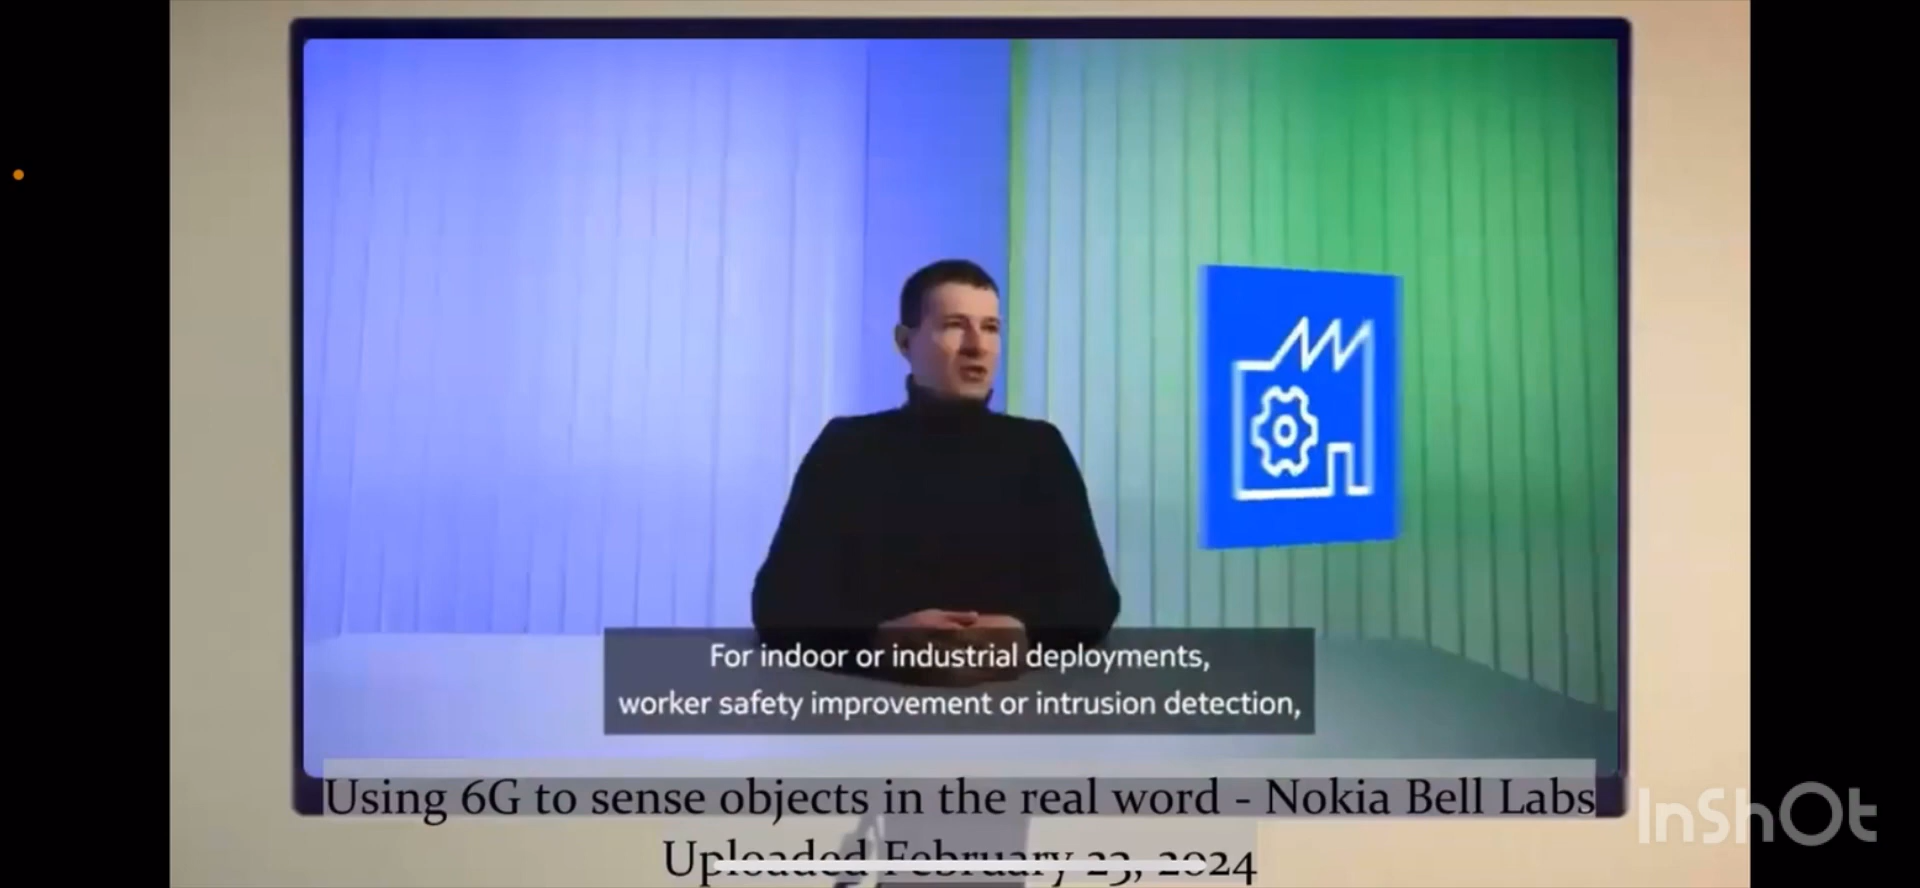 For indoor or industrial deployments,
worker safety improvement or intrusion detection,
Using 6G to sense objects in the real word - Nokia Bell Labs
Uploaded February 23, 2024
InShOt